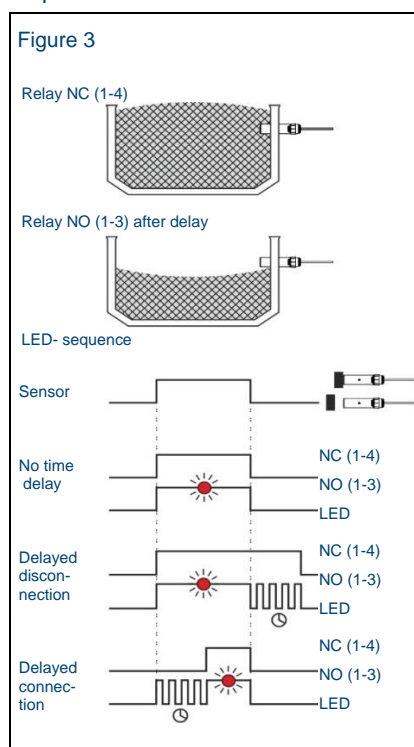 Figure 3
Relay NC (1-4)
Relay NO (1-3) after delay
LED- sequence
Sensor
No time
delay
NC (1-4)
NO (1-3)
LED
Delayed
discon-
nection
NC (1-4)
NO (1-3)
LED
Delayed
connec-
tion
NC (1-4)
NO (1-3)
LED